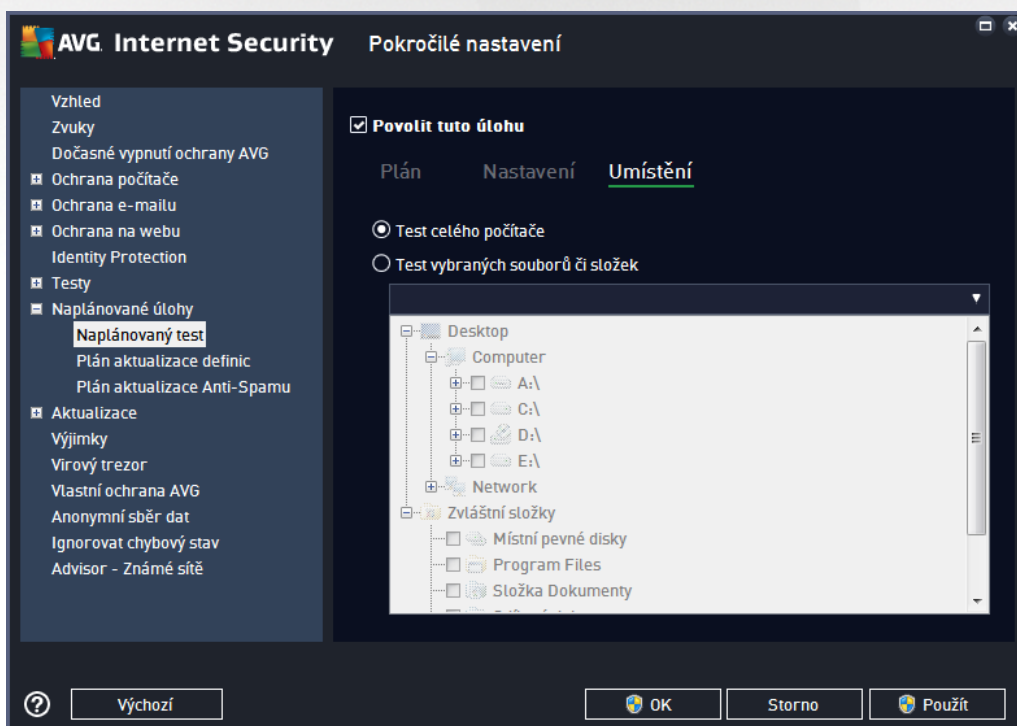 AVG. Internet Security Pokročilé nastavení
Vzhled
Zvuky
Dočasné vypnutí ochrany AVG
Ochrana počítače
Ochrana e-mailu
Ochrana na webu
Identity Protection
Testy
Naplánované úlohy
Naplánovaný test
Plán aktualizace definic
Plán aktualizace Anti-Spamu
Aktualizace
Výjimky
Virový trezor
Vlastní ochrana AVG
Anonymní sběr dat
Ignorovat chybový stav
Advisor - Známé sítě
Povolit tuto úlohu
Plán Nastavení Umístění
Test celého počítače
Test vybraných souborů či složek
Desktop
Computer
A:\
C:\
D:\
E:\
Network
Zvláštní složky
Místní pevné disky
Program Files
Složka Dokumenty
Výchozí OK Storno Použít